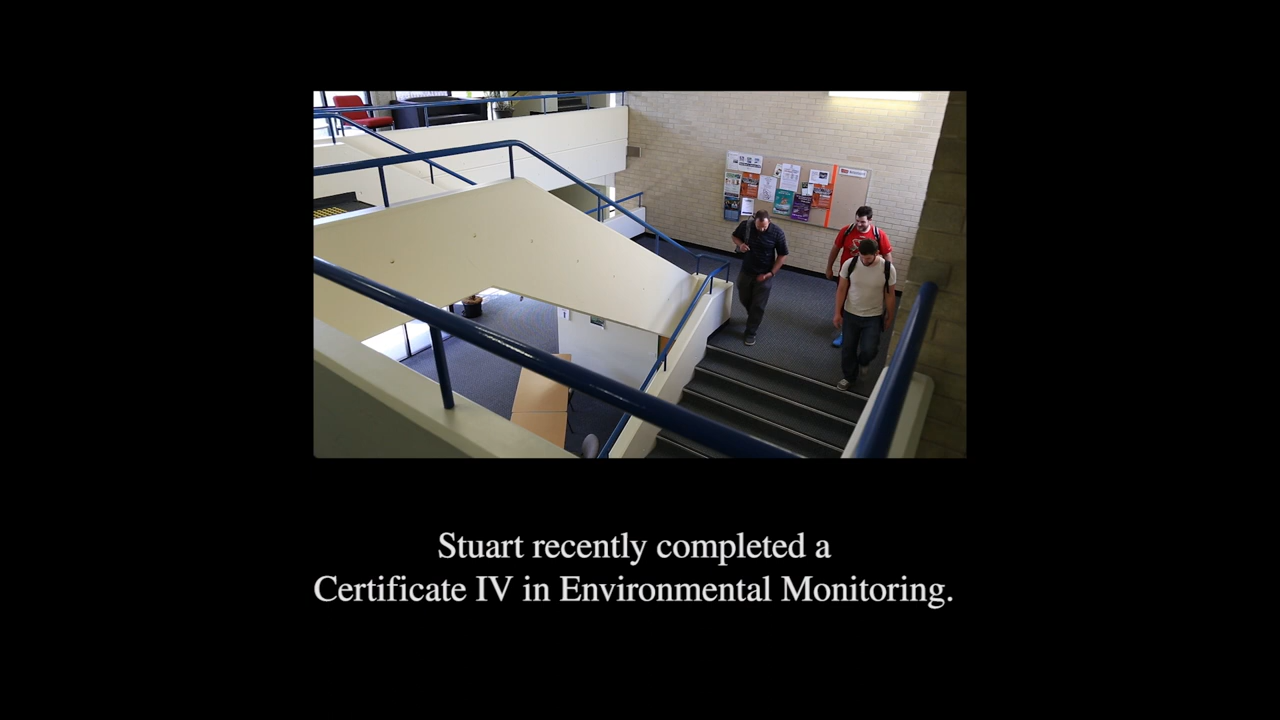 Stuart recently completed a
Certificate IV in Environmental Monitoring.